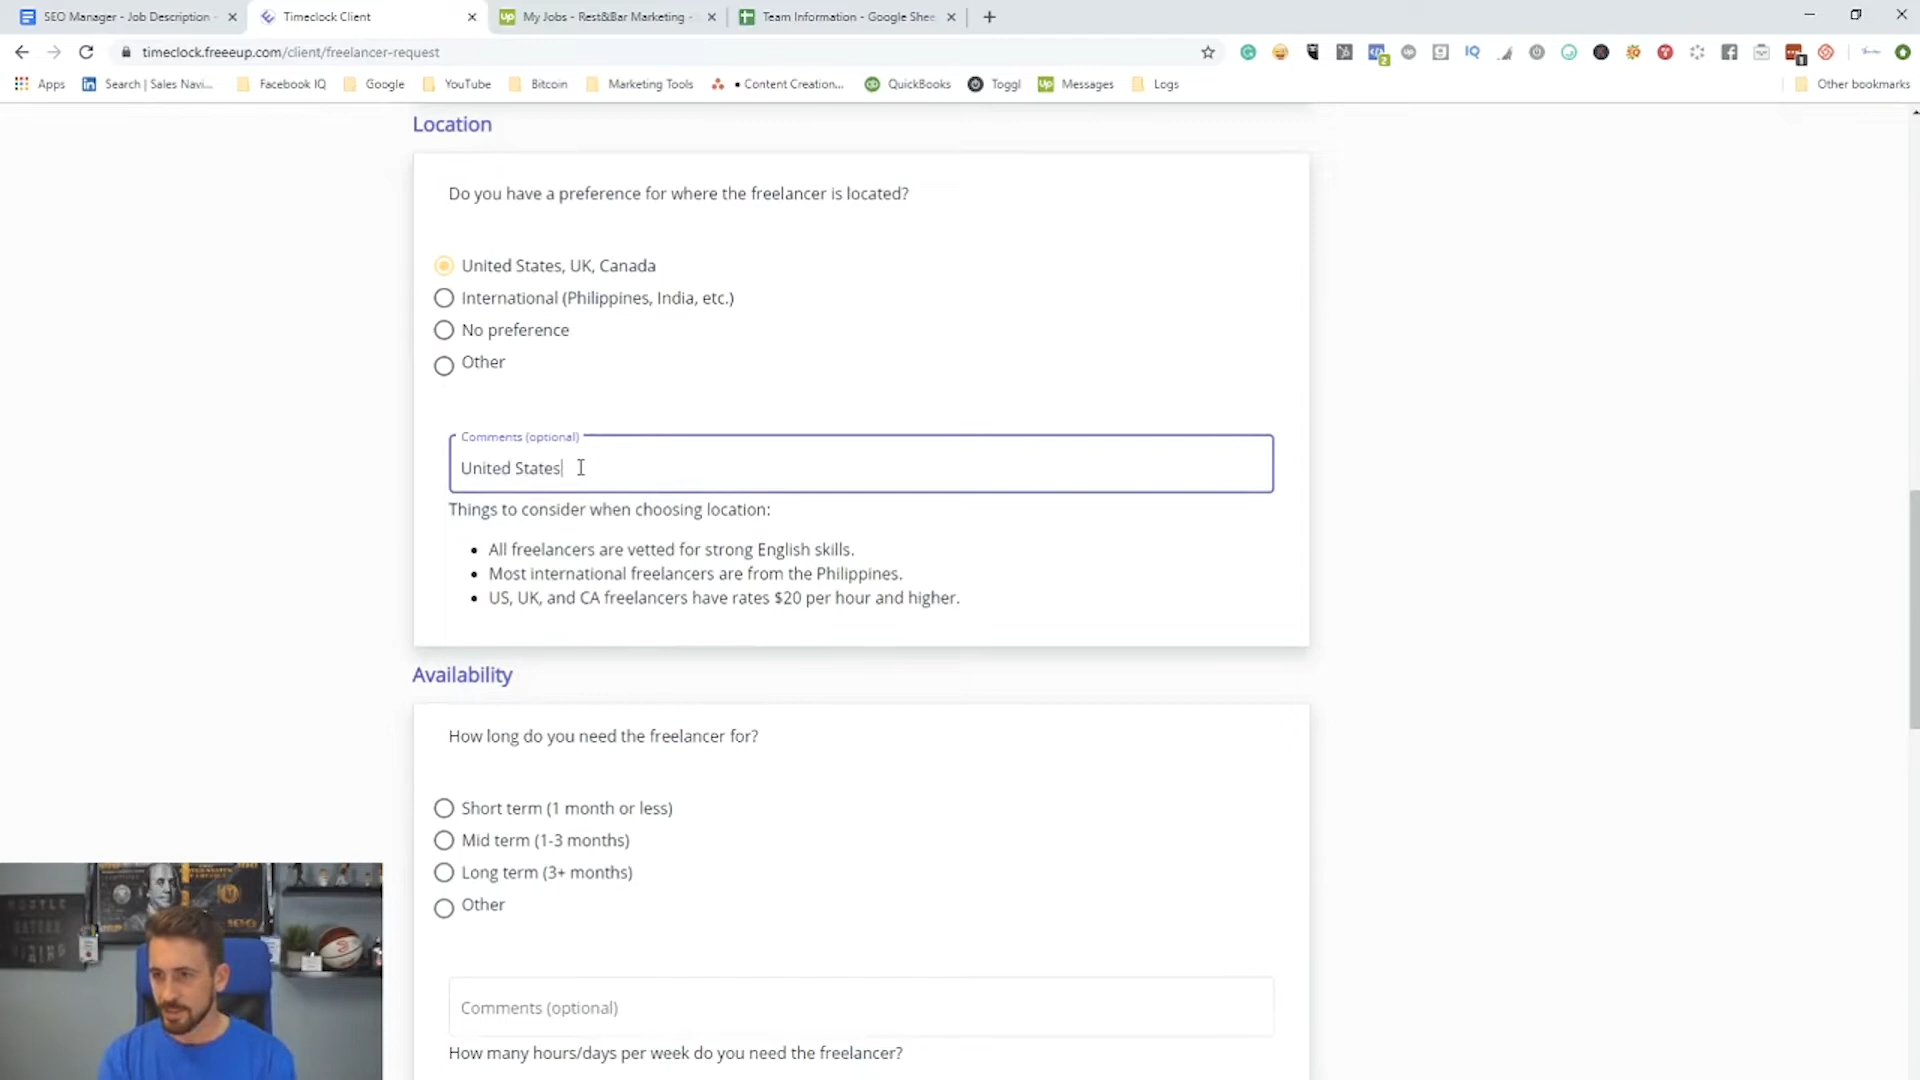 SEO Manager - Job Description
Timeclock Client
My Jobs - Rest&Bar Marketing -
Team Information - Google Shee
timeclock.freeeup.com/client/freelancer-request
Apps
Search | Sales Navi...
Facebook IQ
Google
YouTube
Bitcoin
Marketing Tools
• Content Creation...
QuickBooks
Toggl
Messages
Logs
Other bookmarks
Location
Do you have a preference for where the freelancer is located?
United States, UK, Canada
International (Philippines, India, etc.)
No preference
Other
Comments (optional)
United States
Things to consider when choosing location:
• All freelancers are vetted for strong English skills.
• Most international freelancers are from the Philippines.
• US, UK, and CA freelancers have rates $20 per hour and higher.
Availability
How long do you need the freelancer for?
Short term (1 month or less)
Mid term (1-3 months)
Long term (3+ months)
Other
Comments (optional)
How many hours/days per week do you need the freelancer?